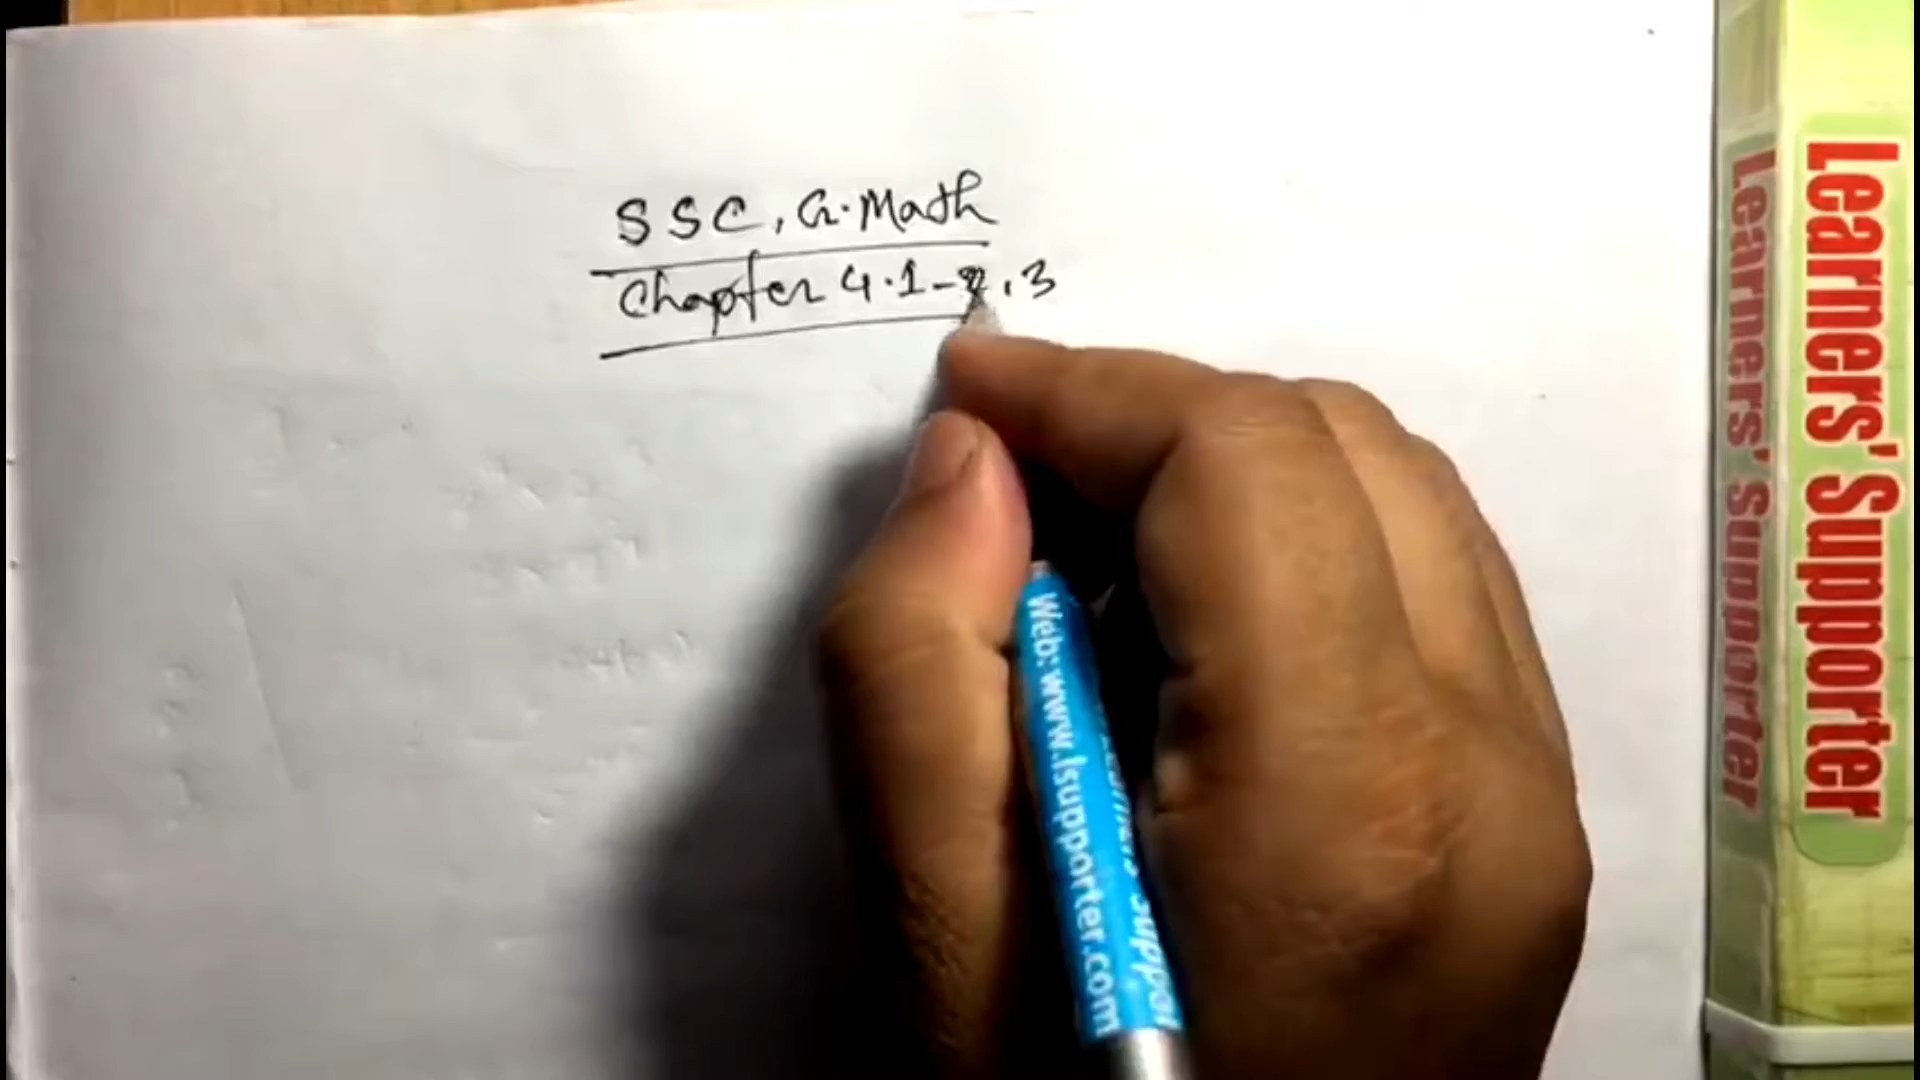 SSC, G. Math
Chapter 4.1-4.3
Web: www.lsupporter.com
Learners' Supporter
Learners' Supporter